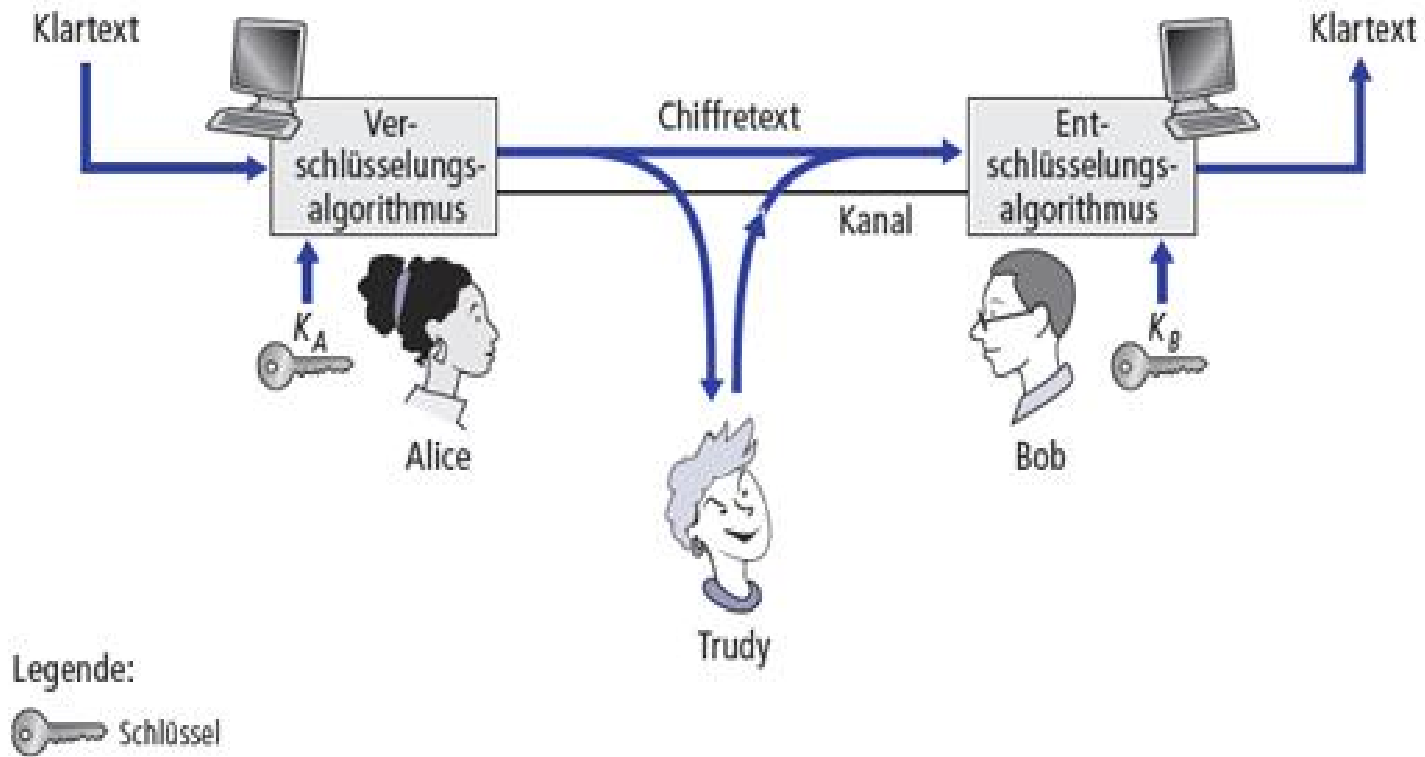 Klartext
Klartext
Ver-
schlüsselungs-
algorithmus
Chiffretext
Kanal
Ent-
schlüsselungs-
algorithmus
K_A
K_B
Alice
Bob
Trudy
Legende:
Schlüssel